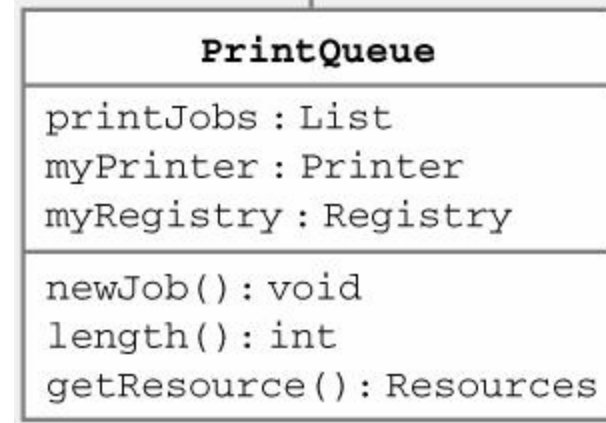 PrintQueue
printJobs : List
myPrinter : Printer
myRegistry : Registry
newJob() : void
length() : int
getResource() : Resources